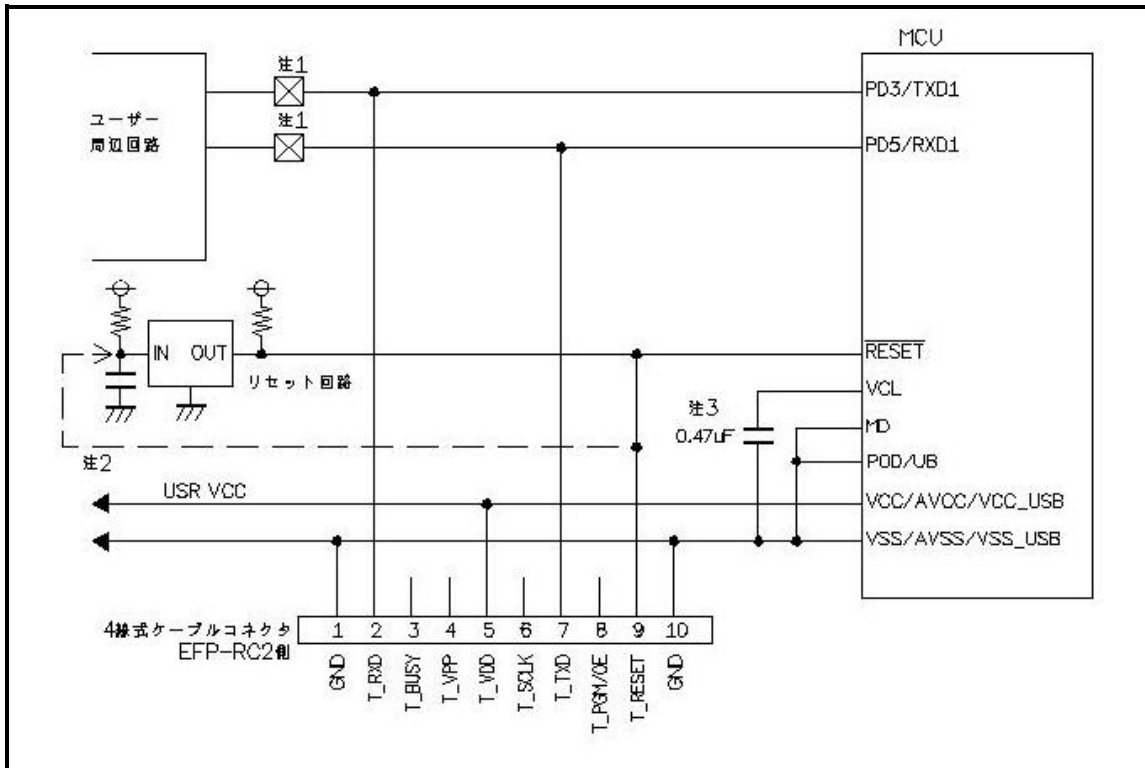 MCU
注1
PD3/TXD1
注1
ユーザー
周辺回路
PD5/RXD1
IN OUT
リセット回路
RESET
VCL
注3
0.47uF
MD
POD/UB
注2
USR VCC
VCC/AVCC/VCC_USB
VSS/AVSS/VSS_USB
4線式ケーブルコネクタ
EFP-RC2側
1 2 3 4 5 6 7 8 9 10
GND
T_RXD
T_BUSY
T_VPP
T_VDD
T_SCLK
T_TXD
T_PGM/OE
T_RESET
GND